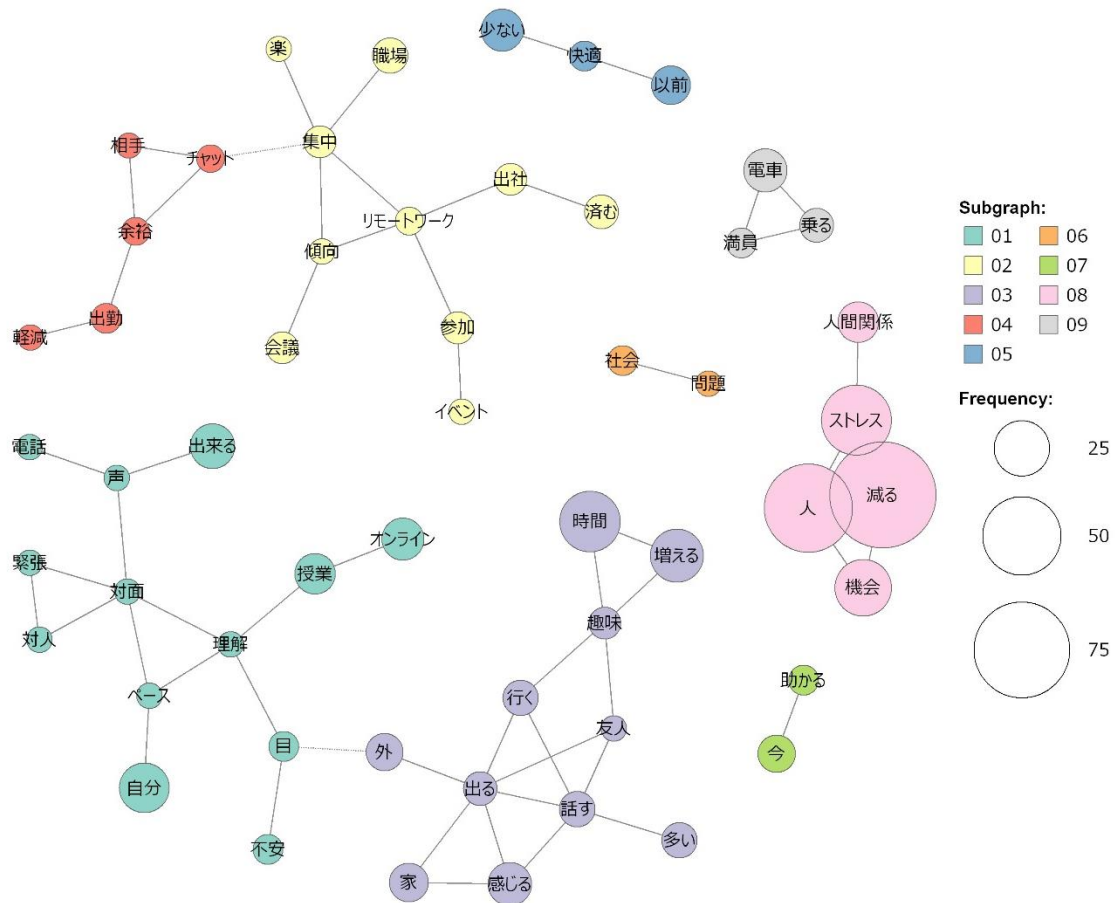 少ない
快適
以前
楽
職場
集中
相手
チャット
余裕
出勤
軽減
リモートワーク
出社
済む
傾向
会議
参加
イベント
電車
乗る
満員
社会
問題
人間関係
ストレス
人
減る
機会
電話
声
出来る
緊張
対面
対人
理解
授業
オンライン
ペース
自分
目
不安
外
時間
増える
趣味
行く
友人
出る
話す
多い
家
感じる
助かる
今
Subgraph:
01
02
03
04
05
06
07
08
09
Frequency:
25
50
75